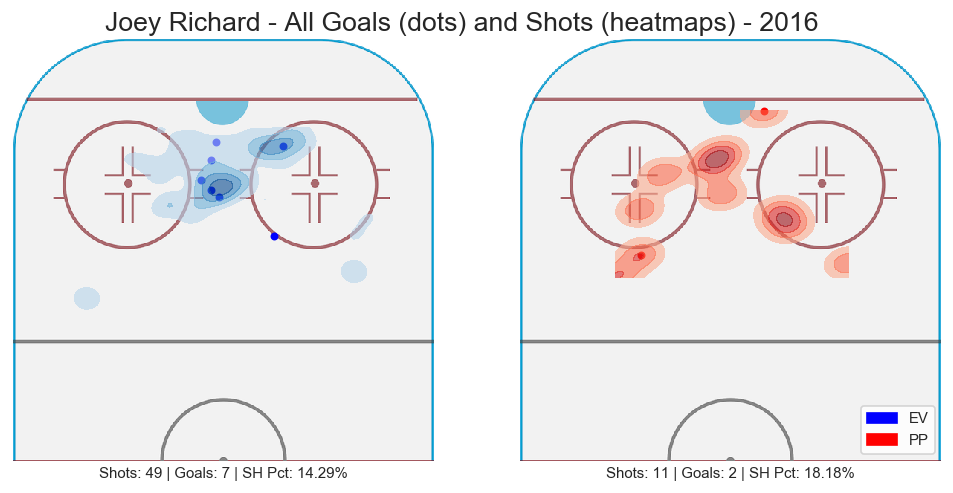 Joey Richard - All Goals (dots) and Shots (heatmaps) - 2016
EV
PP
Shots: 49 | Goals: 7 | SH Pct: 14.29%
Shots: 11 | Goals: 2 | SH Pct: 18.18%